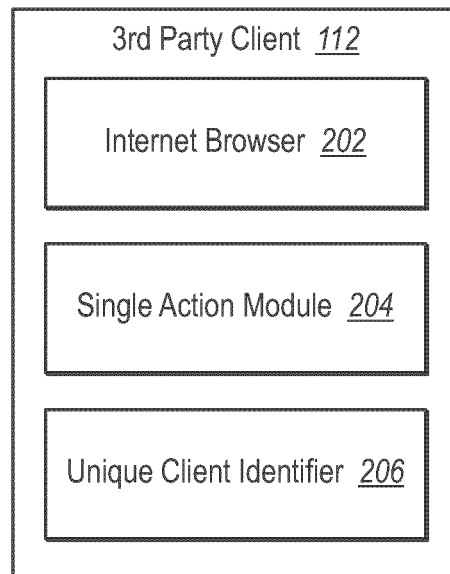 3rd Party Client 112
Internet Browser 202
Single Action Module 204
Unique Client Identifier 206